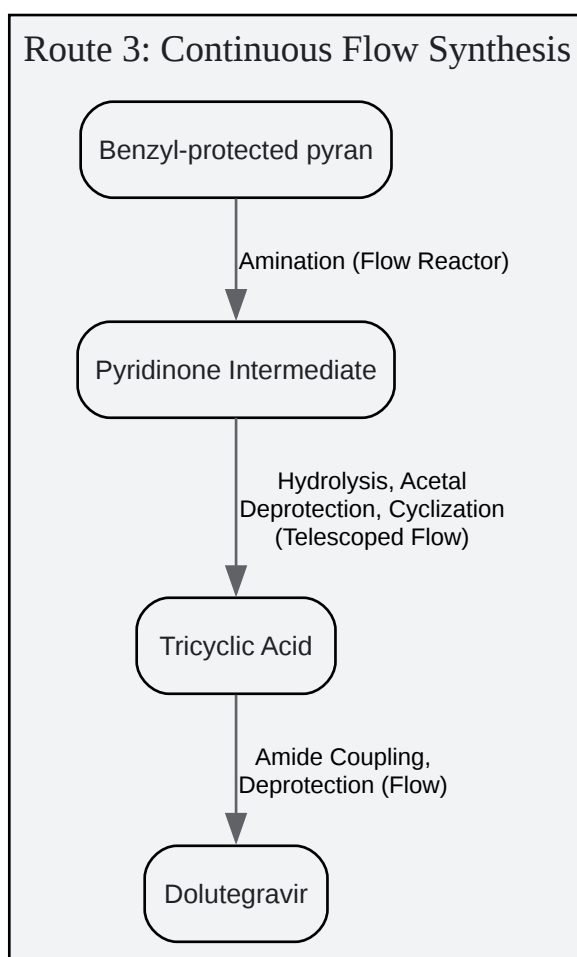 Route 3: Continuous Flow Synthesis
Benzyl-protected pyran
Amination (Flow Reactor)
Pyridinone Intermediate
Hydrolysis, Acetal
Deprotection, Cyclization
(Telescoped Flow)
Tricyclic Acid
Amide Coupling,
Deprotection (Flow)
Dolutegravir